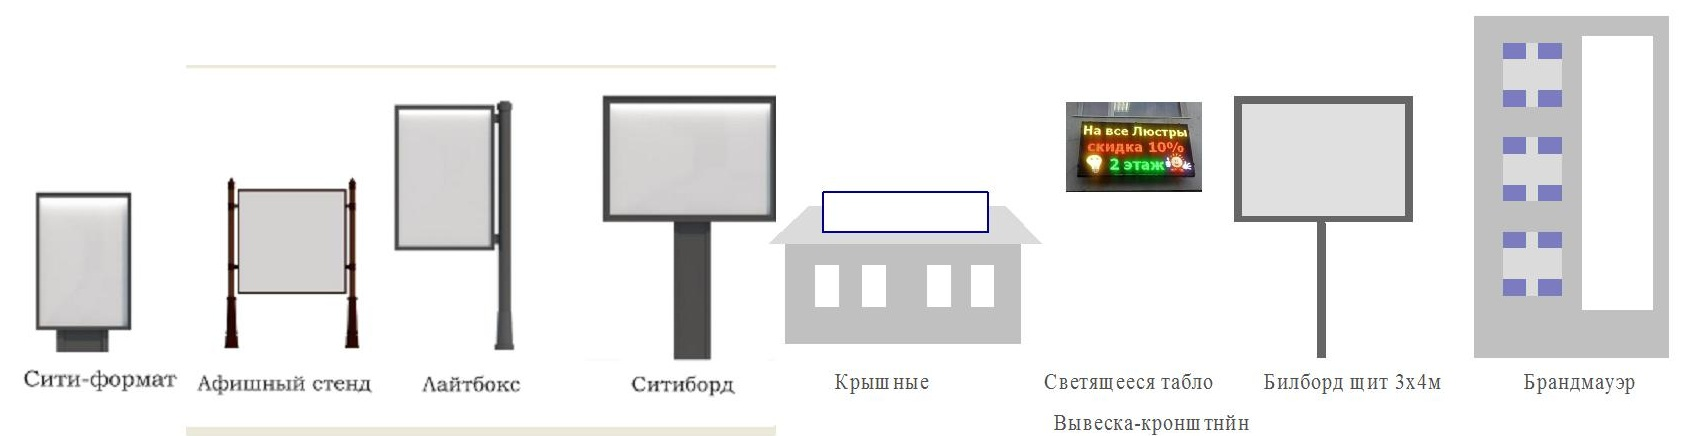 На все Люстры
скидка 10%
2 этаж
Сити-формат
Афишный стенд
Лайтбокс
Ситиборд
Крышные
Светящееся табло
Билборд щит 3х4м
Брандмауэр
Вывеска-кронштнйн